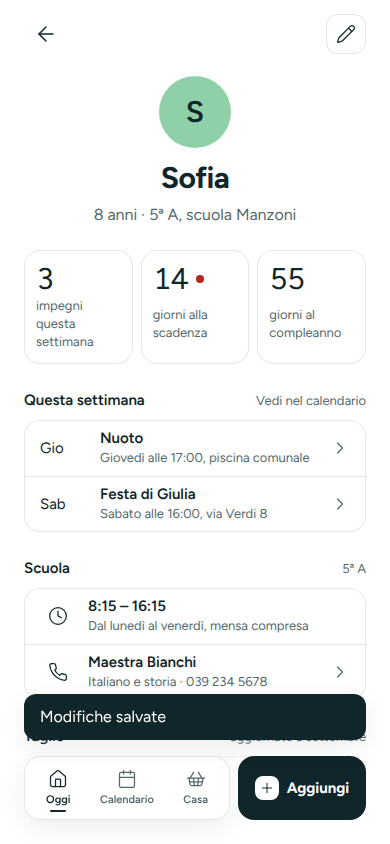 S
Sofia
8 anni · 5ª A, scuola Manzoni
3
impegni
questa
settimana
14
giorni alla
scadenza
55
giorni al
compleanno
Questa settimana
Vedi nel calendario
Gio
Nuoto
Giovedì alle 17:00, piscina comunale
Sab
Festa di Giulia
Sabato alle 16:00, via Verdi 8
Scuola
5ª A
8:15 – 16:15
Dal lunedì al venerdì, mensa compresa
Maestra Bianchi
Italiano e storia · 039 234 5678
Modifiche salvate
Oggi
Calendario
Casa
Aggiungi